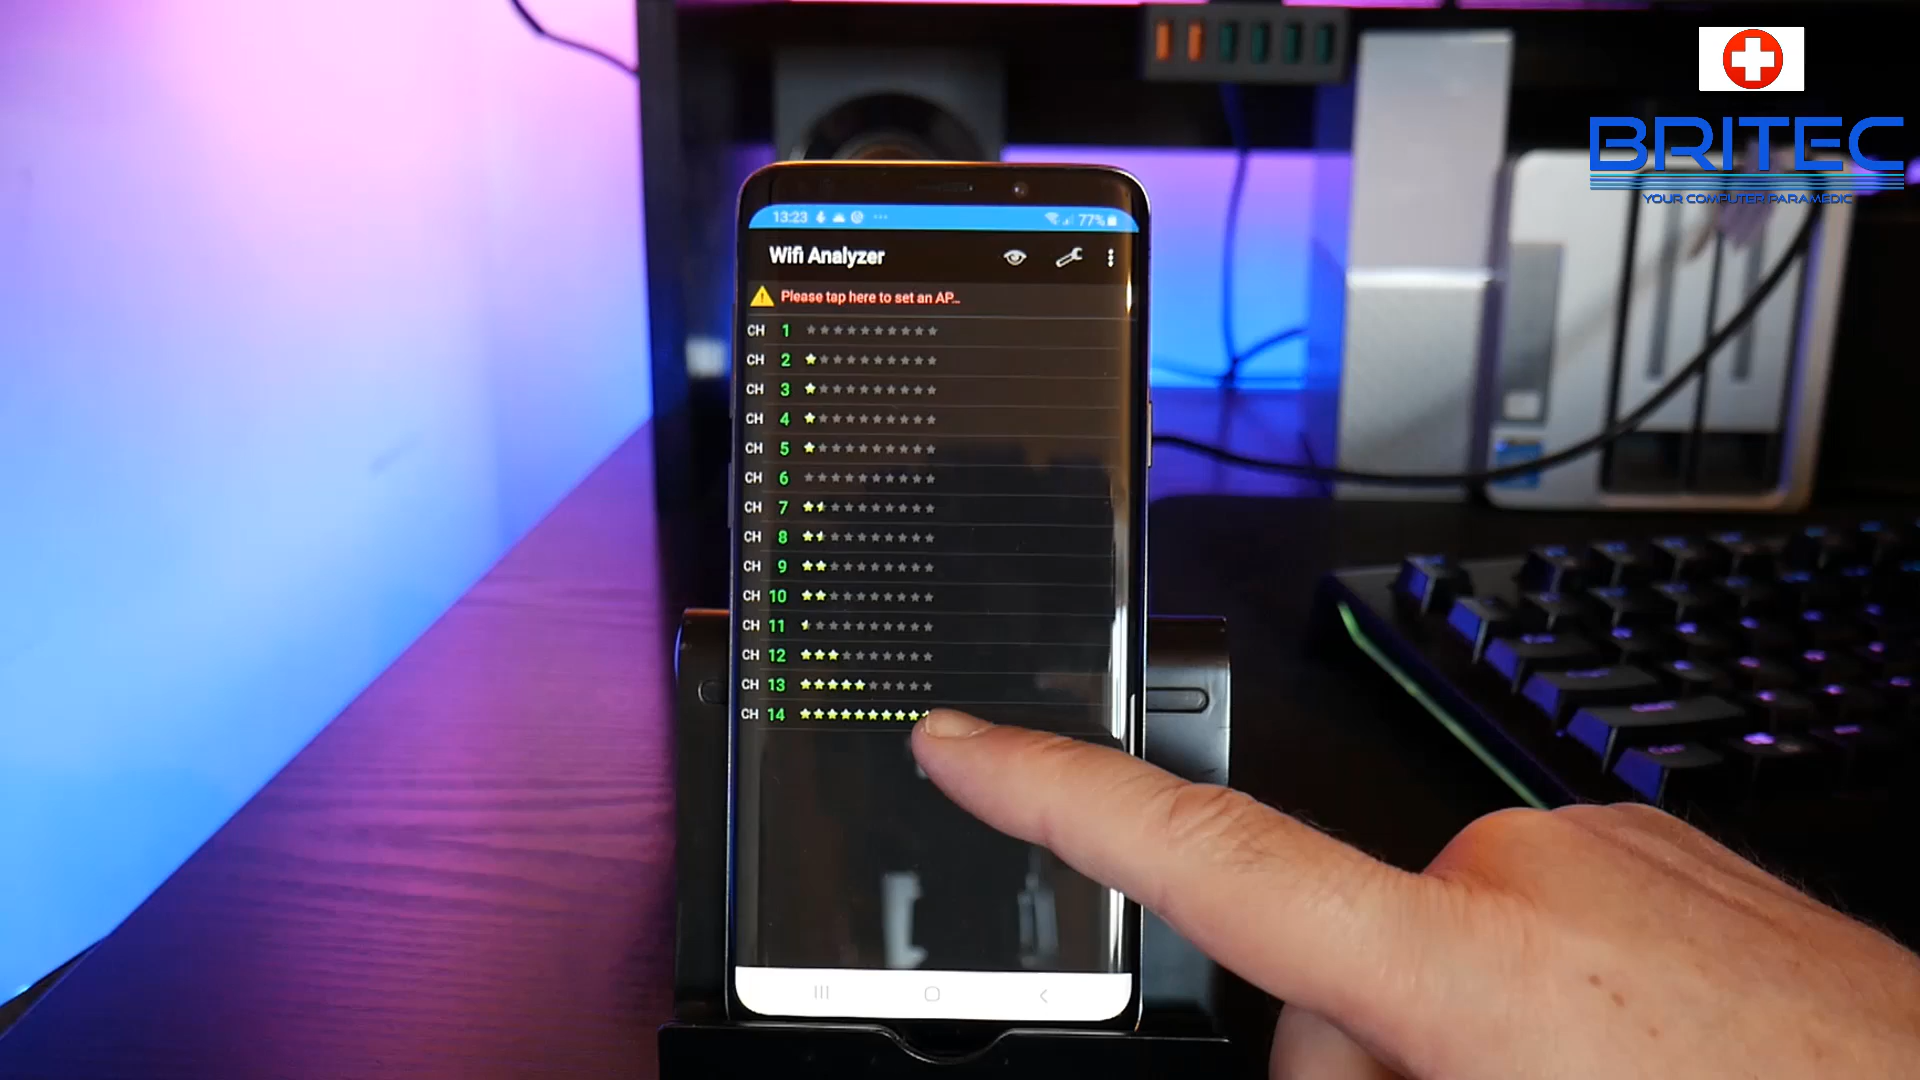 BRITEC
YOUR COMPUTER PARAMEDIC
13:23
77%
Wifi Analyzer
Please tap here to set an AP...
CH 1
CH 2
CH 3
CH 4
CH 5
CH 6
CH 7
CH 8
CH 9
CH 10
CH 11
CH 12
CH 13
CH 14